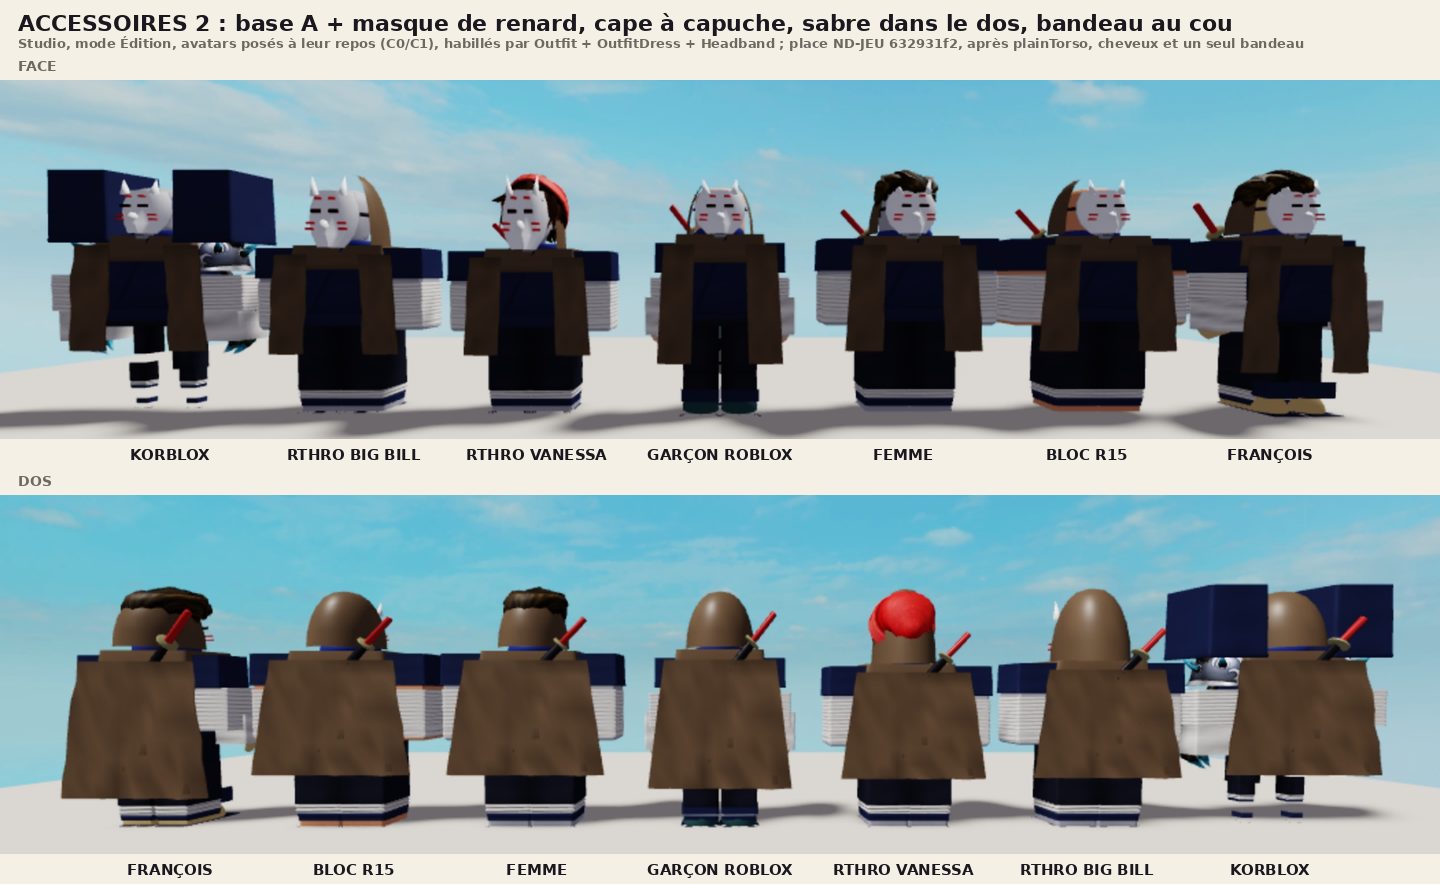 ACCESSOIRES 2 : base A + masque de renard, cape à capuche, sabre dans le dos, bandeau au cou
Studio, mode Édition, avatars posés à leur repos (C0/C1), habillés par Outfit + OutfitDress + Headband ; place ND-JEU 632931f2, après plainTorso, cheveux et un seul bandeau
FACE
KORBLOX RTHRO BIG BILL RTHRO VANESSA GARÇON ROBLOX FEMME BLOC R15 FRANÇOIS
DOS
FRANÇOIS BLOC R15 FEMME GARÇON ROBLOX RTHRO VANESSA RTHRO BIG BILL KORBLOX